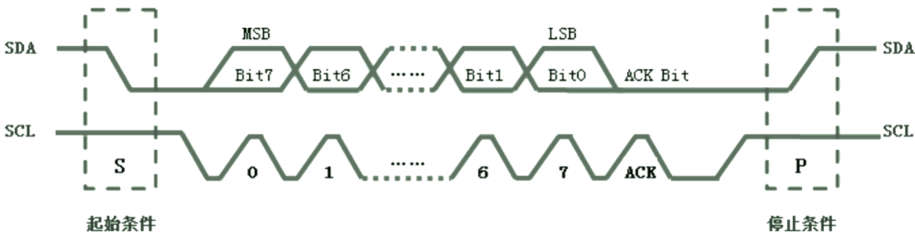 MSB
LSB
SDA
SDA
Bit7
Bit6
……
Bit1
Bit0
ACK Bit
SCL
SCL
S
0
1
……
6
7
ACK
P
起始条件
停止条件